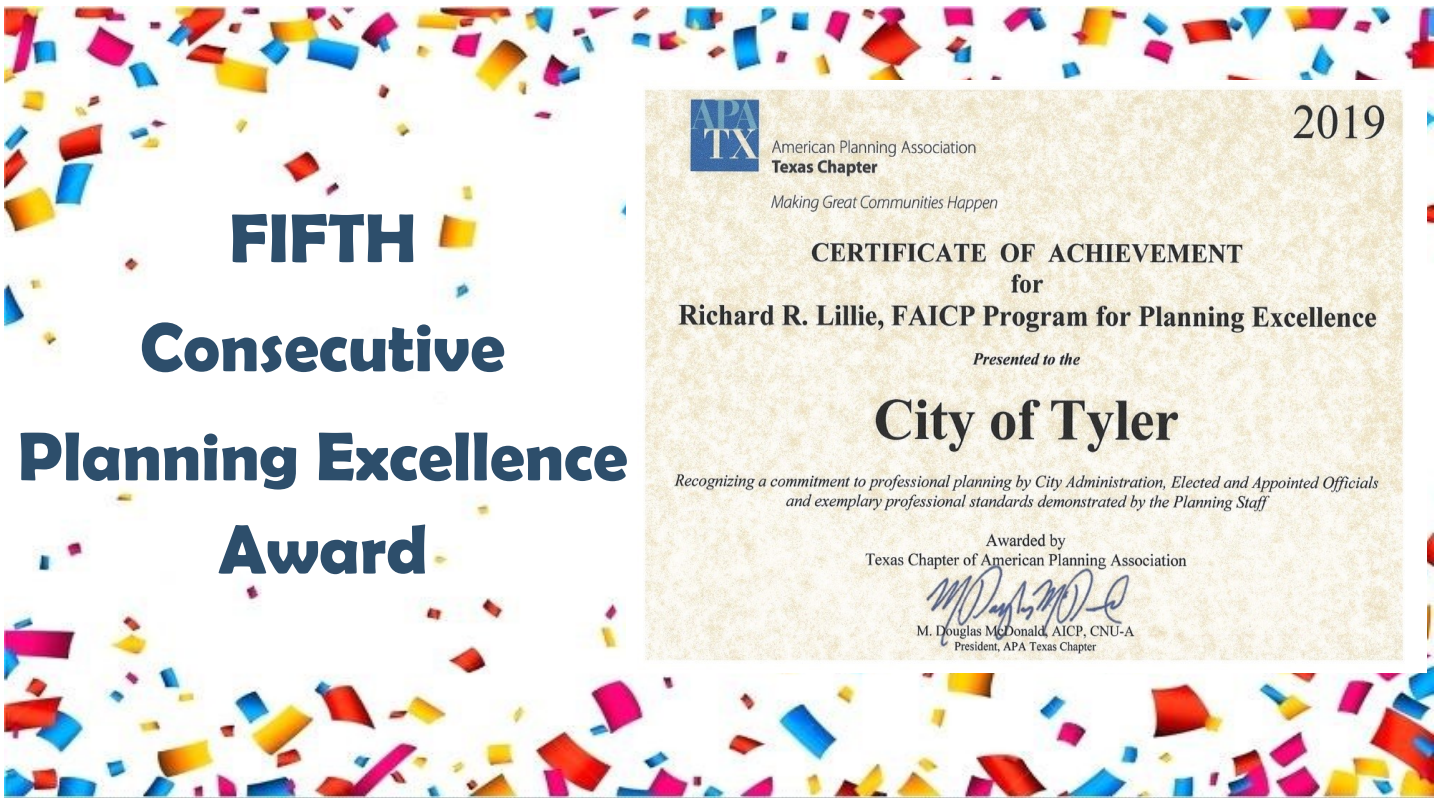 FIFTH
Consecutive
Planning Excellence
Award
APA
TX
American Planning Association
Texas Chapter
Making Great Communities Happen
2019
CERTIFICATE OF ACHIEVEMENT
for
Richard R. Lillie, FAICP Program for Planning Excellence
Presented to the
City of Tyler
Recognizing a commitment to professional planning by City Administration, Elected and Appointed Officials
and exemplary professional standards demonstrated by the Planning Staff
Awarded by
Texas Chapter of American Planning Association
M. Douglas McDonald, AICP, CNU-A
President, APA Texas Chapter